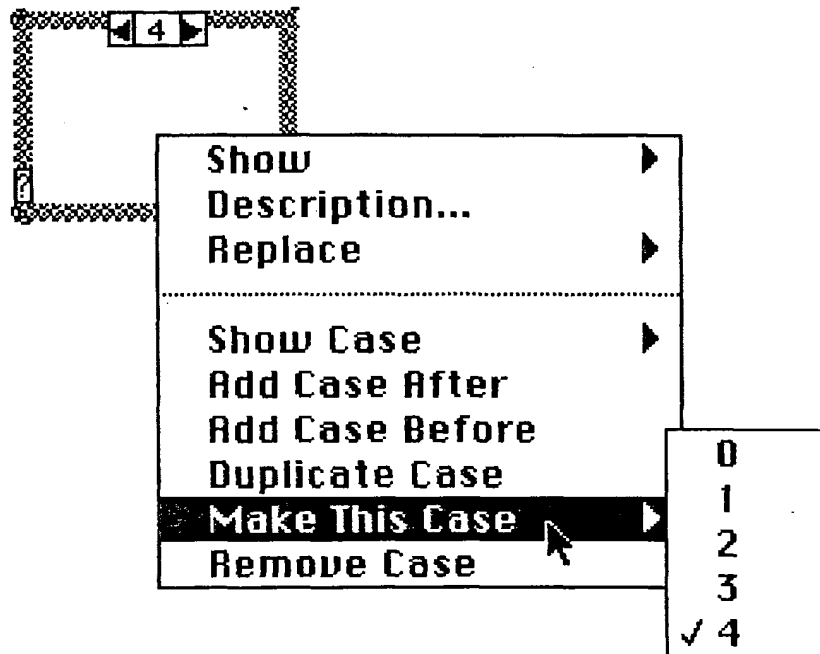 4
?
Show
Description...
Replace
Show Case
Add Case After
Add Case Before
Duplicate Case
Make This Case
Remove Case
0
1
2
3
✓ 4